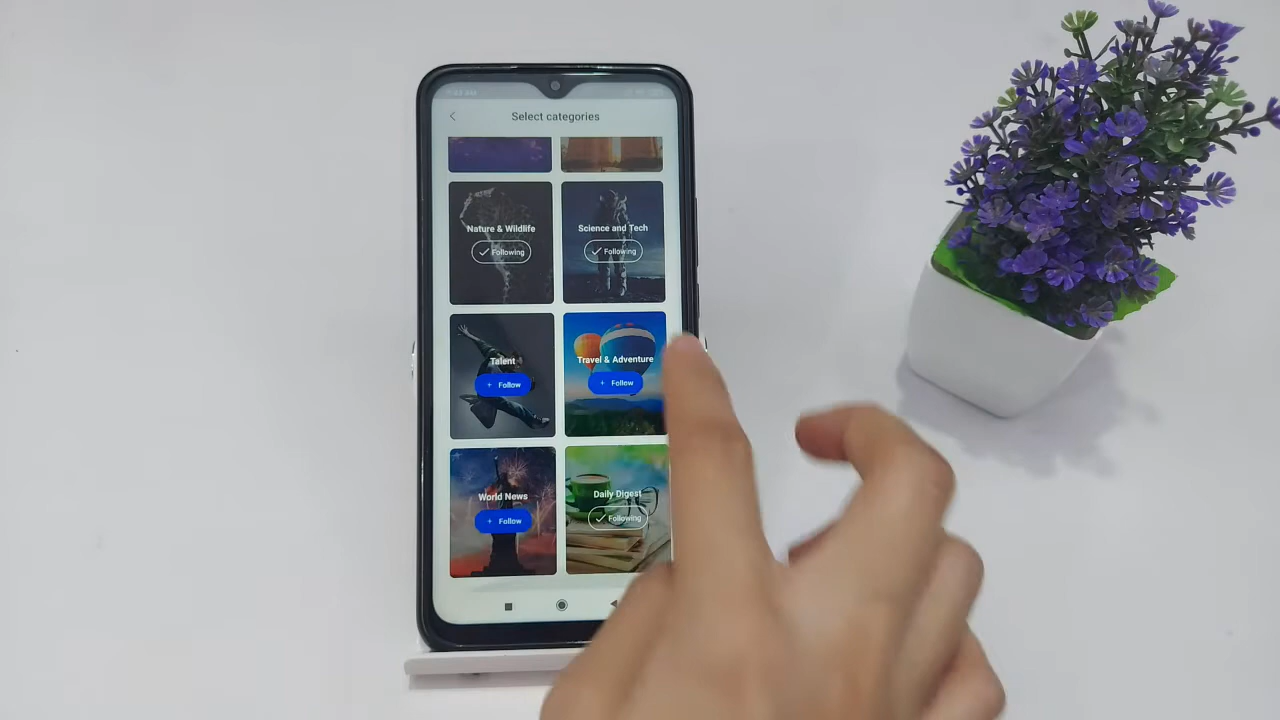 Select categories
Nature & Wildlife
Following
Science and Tech
Following
Talent
+ Follow
Travel & Adventure
+ Follow
World News
+ Follow
Daily Digest
Following